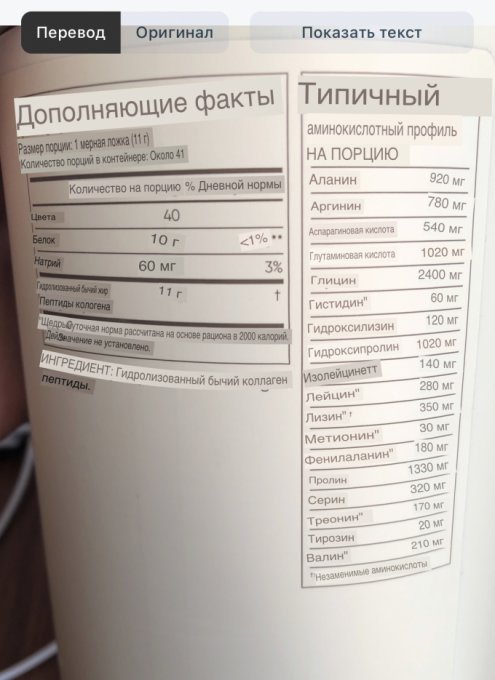 Перевод
Оригинал
Показать текст
Дополняющие факты
Размер порции: 1 мерная ложка (11 г)
Количество порций в контейнере: Около 41
Количество на порцию % Дневной нормы
Цвета 40
Белок 10 г <1% **
Натрий 60 мг 3%
Гидролизованный бычий жир 11 г †
Пептиды кологена
Суточная норма рассчитана на основе рациона в 2000 калорий.
Значение не установлено.
ИНГРЕДИЕНТ: Гидролизованный бычий коллаген
пептиды.
Типичный
аминокислотный профиль
НА ПОРЦИЮ
Аланин 920 мг
Аргинин 780 мг
Аспарагиновая кислота 540 мг
Глутаминовая кислота 1020 мг
Глицин 2400 мг
Гистидин" 60 мг
Гидроксилизин 120 мг
Гидроксипролин 1020 мг
Изолейцинетт 140 мг
Лейцин" 280 мг
Лизин" † 350 мг
Метионин" 30 мг
Фенилаланин" 180 мг
Пролин 1330 мг
Серин 320 мг
Треонин" 170 мг
Тирозин 20 мг
Валин" 210 мг
††Незаменимые аминокислоты